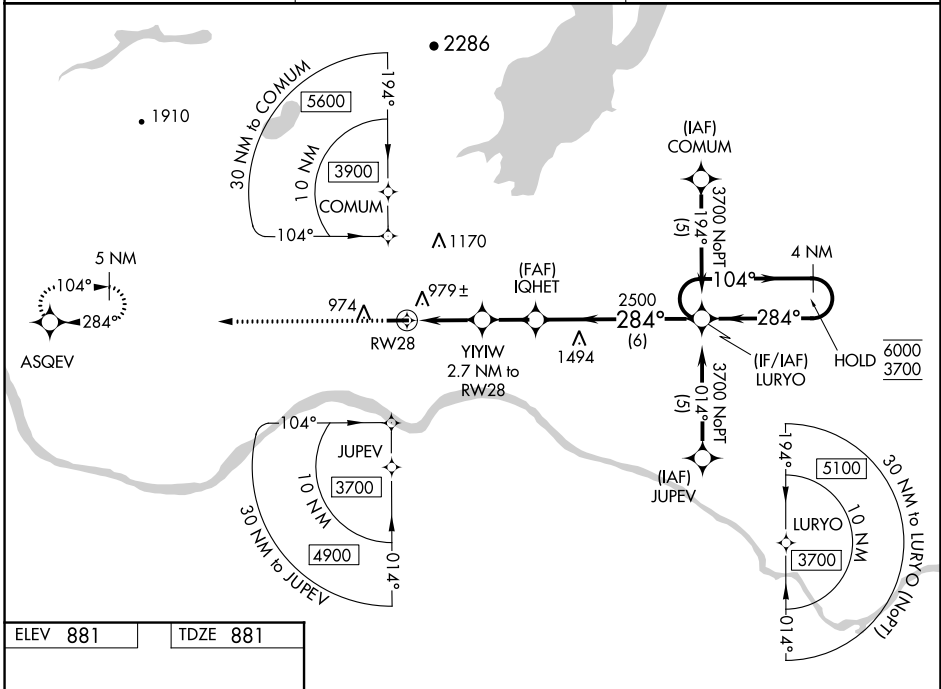 2286
1910
30 NM to COMUM
5600
194°
10 NM
3900
COMUM
104°
(IAF)
COMUM
3700 NoPT
194°
(5)
1170
5 NM
104°
284°
ASQEV
974
979±
RW28
(FAF)
IQHET
YIYIW
2.7 NM to
RW28
1494
2500
284°
(6)
104°
4 NM
284°
(IF/IAF)
LURYO
HOLD
6000
3700
3700 NoPT
014°
(5)
(IAF)
JUPEV
104°
JUPEV
3700
10 NM
4900
30 NM to JUPEV
014°
194°
5100
30 NM to LURYO (NoPT)
10 NM
LURYO
3700
014°
ELEV 881
TDZE 881